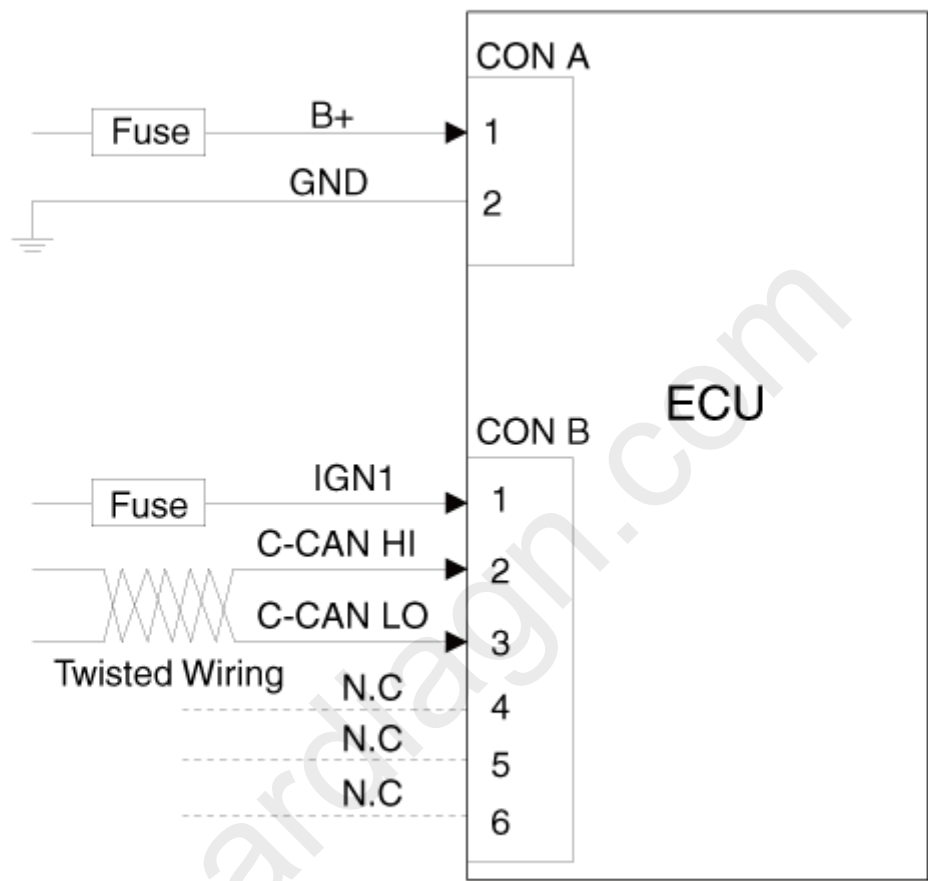 CON A
Fuse
B+
1
GND
2
ECU
CON B
Fuse
IGN1
1
C-CAN HI
2
C-CAN LO
3
Twisted Wiring
N.C
4
N.C
5
N.C
6
ardiagn.com